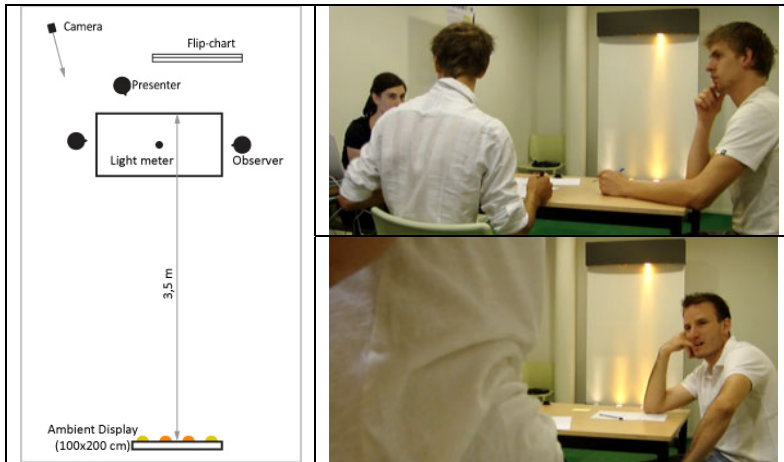 Camera
Flip-chart
Presenter
Light meter
Observer
3,5 m
Ambient Display
(100x200 cm)